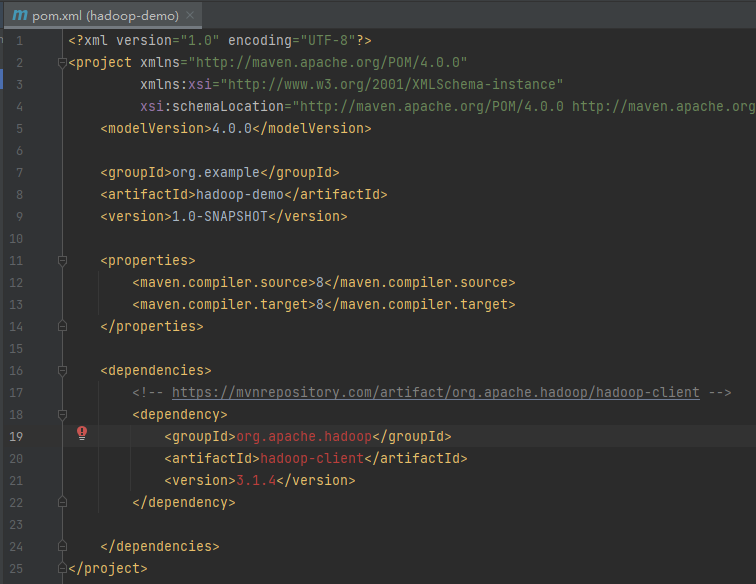 pom.xml (hadoop-demo)
1 <?xml version="1.0" encoding="UTF-8"?>
2 <project xmlns="http://maven.apache.org/POM/4.0.0"
3 xmlns:xsi="http://www.w3.org/2001/XMLSchema-instance"
4 xsi:schemaLocation="http://maven.apache.org/POM/4.0.0 http://maven.apache.org
5 <modelVersion>4.0.0</modelVersion>
6
7 <groupId>org.example</groupId>
8 <artifactId>hadoop-demo</artifactId>
9 <version>1.0-SNAPSHOT</version>
10
11 <properties>
12 <maven.compiler.source>8</maven.compiler.source>
13 <maven.compiler.target>8</maven.compiler.target>
14 </properties>
15
16 <dependencies>
17 <!-- https://mvnrepository.com/artifact/org.apache.hadoop/hadoop-client -->
18 <dependency>
19 <groupId>org.apache.hadoop</groupId>
20 <artifactId>hadoop-client</artifactId>
21 <version>3.1.4</version>
22 </dependency>
23
24 </dependencies>
25 </project>